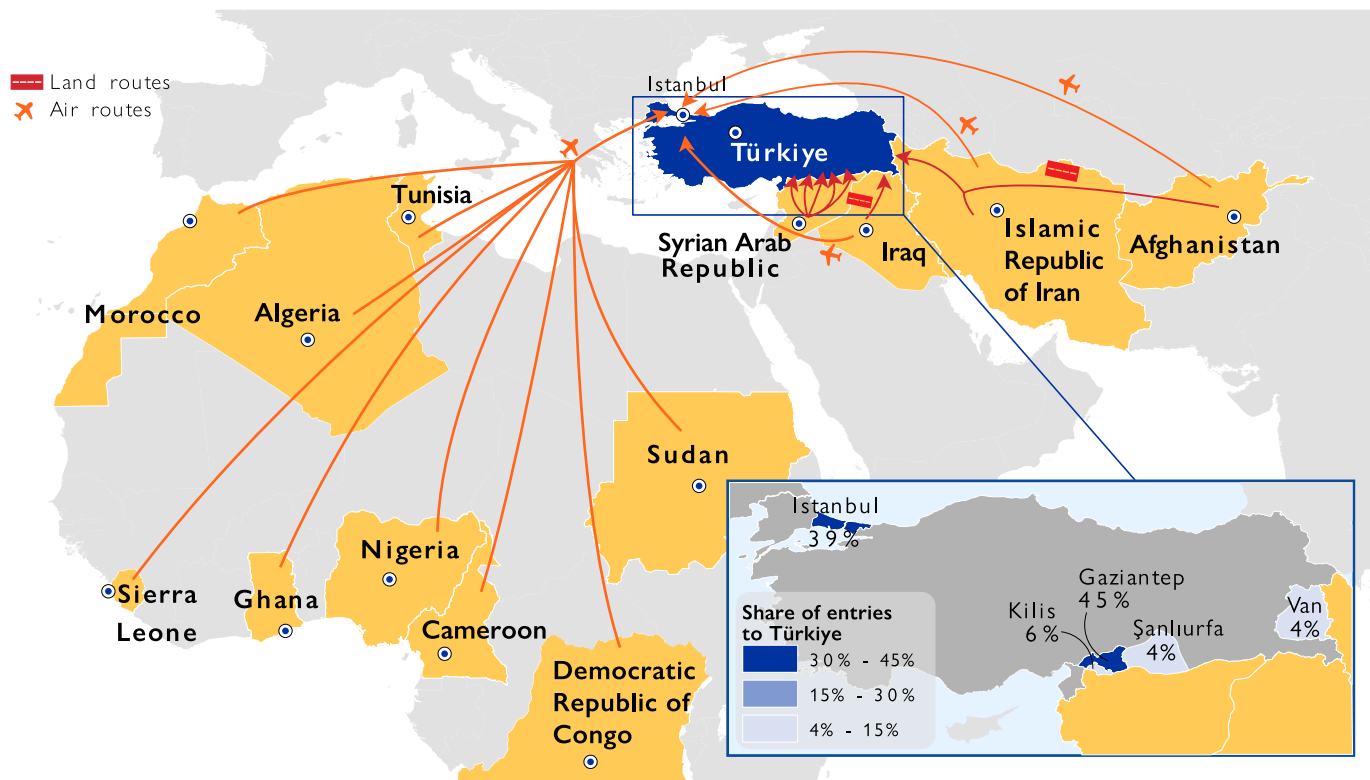 Land routes
Air routes
Istanbul
Türkiye
Tunisia
Morocco
Algeria
Syrian Arab
Republic
Iraq
Islamic
Republic
of Iran
Afghanistan
Sudan
Nigeria
Sierra
Leone
Ghana
Cameroon
Democratic
Republic of
Congo
Istanbul
39%
Gaziantep
45%
Kilis
6%
Şanlıurfa
4%
Van
4%
Share of entries
to Türkiye
30% - 45%
15% - 30%
4% - 15%